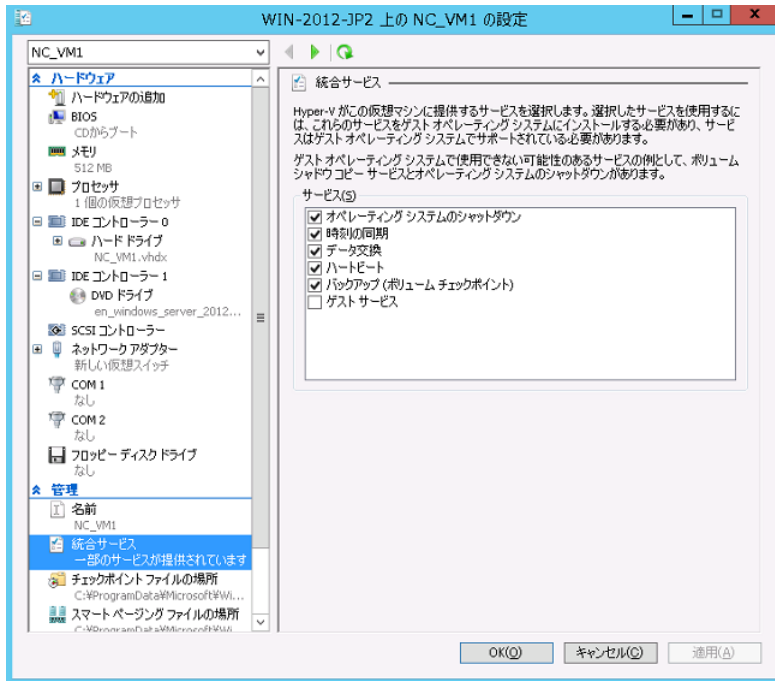 WIN-2012-JP2 上の NC_VM1 の設定
NC_VM1
ハードウェア
ハードウェアの追加
BIOS
CDからブート
メモリ
512 MB
プロセッサ
1 個の仮想プロセッサ
IDE コントローラー 0
ハード ドライブ
NC_VM1.vhdx
IDE コントローラー 1
DVD ドライブ
en_windows_server_2012...
SCSI コントローラー
ネットワーク アダプター
新しい仮想スイッチ
COM 1
なし
COM 2
なし
フロッピー ディスク ドライブ
なし
管理
名前
NC_VM1
統合サービス
一部のサービスが提供されています
チェックポイント ファイルの場所
C:¥ProgramData¥Microsoft¥Wi...
スマート ページング ファイルの場所
C:¥ProgramData¥Microsoft¥Wi
統合サービス
Hyper-V がこの仮想マシンに提供するサービスを選択します。選択したサービスを使用するに
は、これらのサービスをゲスト オペレーティング システムにインストールする必要があり、サービ
スはゲスト オペレーティング システムでサポートされている必要があります。
ゲスト オペレーティング システムで使用できない可能性のあるサービスの例として、ボリューム
シャドウ コピー サービスとオペレーティング システムのシャットダウンがあります。
サービス(S)
オペレーティング システムのシャットダウン
時刻の同期
データ交換
ハートビート
バックアップ (ボリューム チェックポイント)
ゲスト サービス
OK(O)
キャンセル(C)
適用(A)